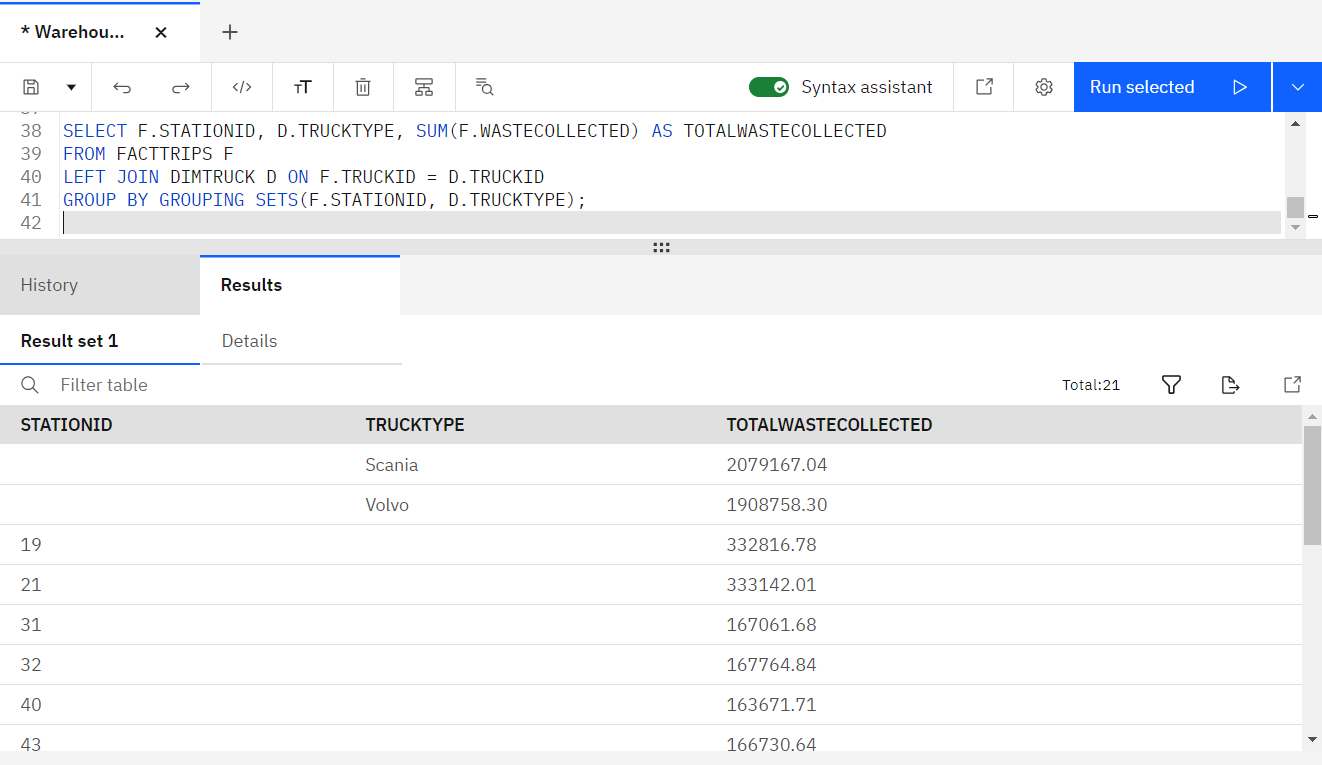 * Warehou...
Syntax assistant
Run selected
38 SELECT F.STATIONID, D.TRUCKTYPE, SUM(F.WASTECOLLECTED) AS TOTALWASTECOLLECTED
39 FROM FACTTRIPS F
40 LEFT JOIN DIMTRUCK D ON F.TRUCKID = D.TRUCKID
41 GROUP BY GROUPING SETS(F.STATIONID, D.TRUCKTYPE);
42
History Results
Result set 1 Details
Filter table Total:21
STATIONID TRUCKTYPE TOTALWASTECOLLECTED
Scania 2079167.04
Volvo 1908758.30
19 332816.78
21 333142.01
31 167061.68
32 167764.84
40 163671.71
43 166730.64